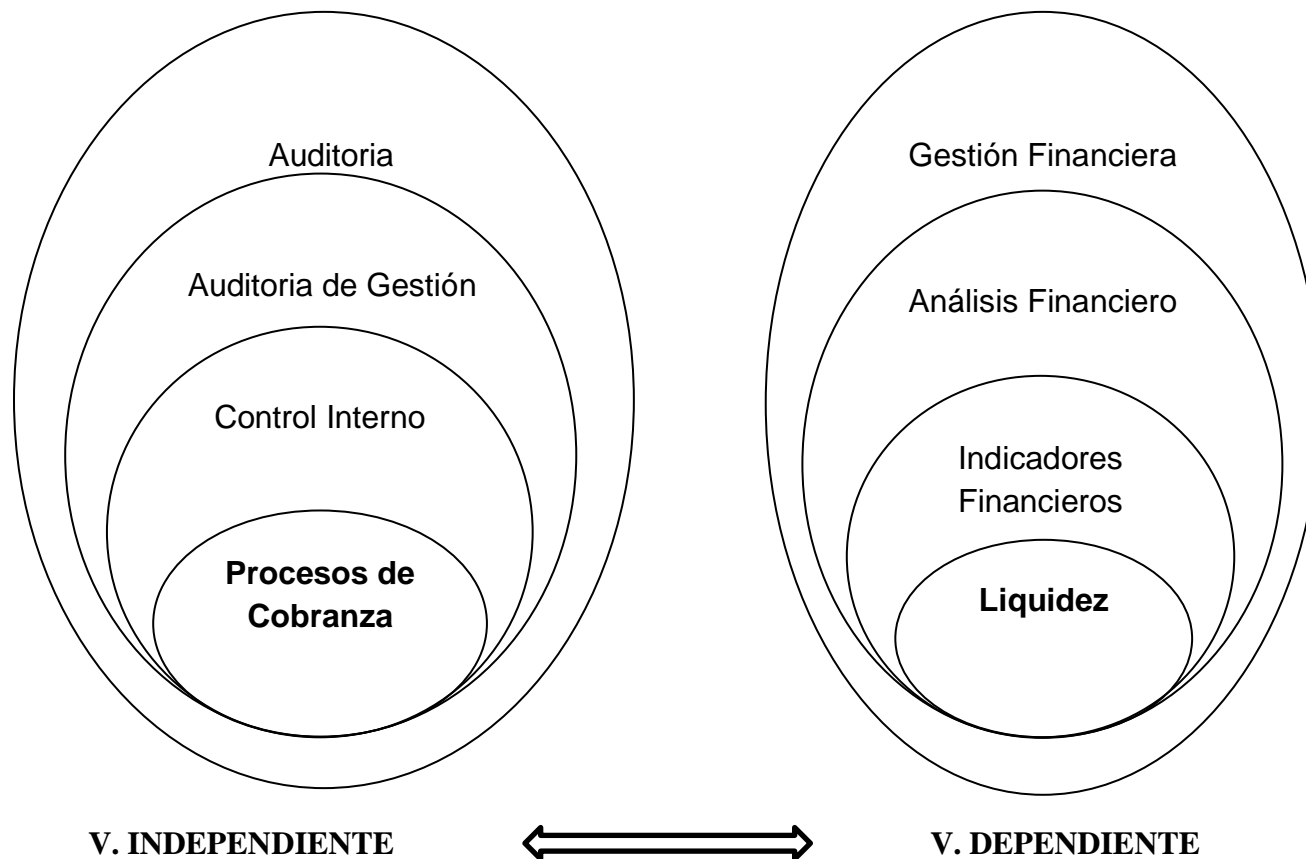 Auditoria
Auditoria de Gestión
Control Interno
Procesos de
Cobranza
Gestión Financiera
Análisis Financiero
Indicadores
Financieros
Liquidez
V. INDEPENDIENTE
V. DEPENDIENTE